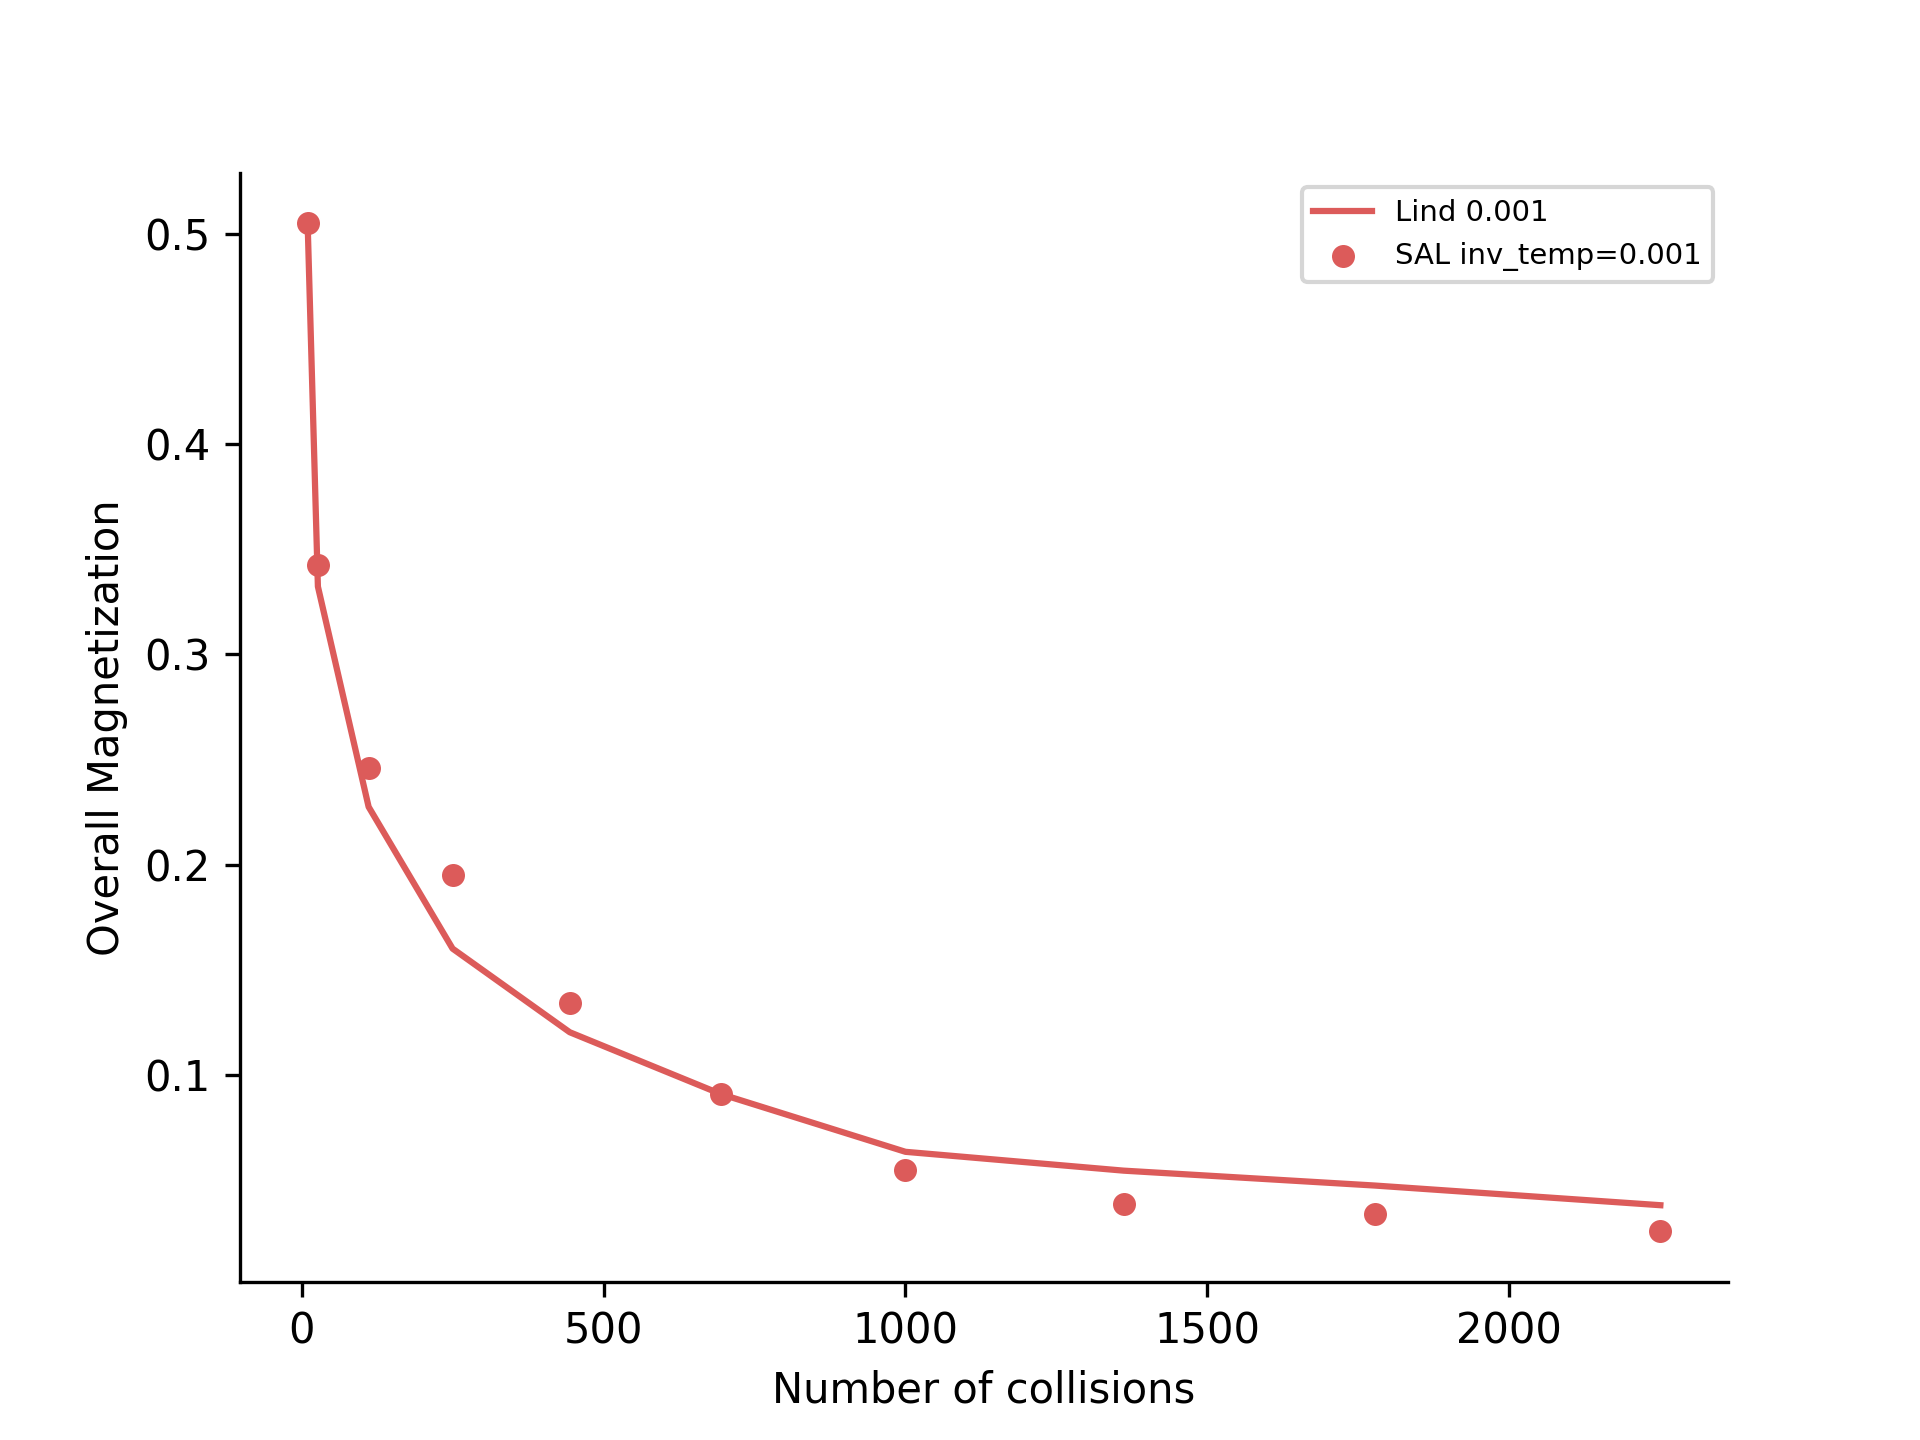 Lind 0.001
SAL inv_temp=0.001
0.5
0.4
0.3
0.2
0.1
Overall Magnetization
0 500 1000 1500 2000
Number of collisions